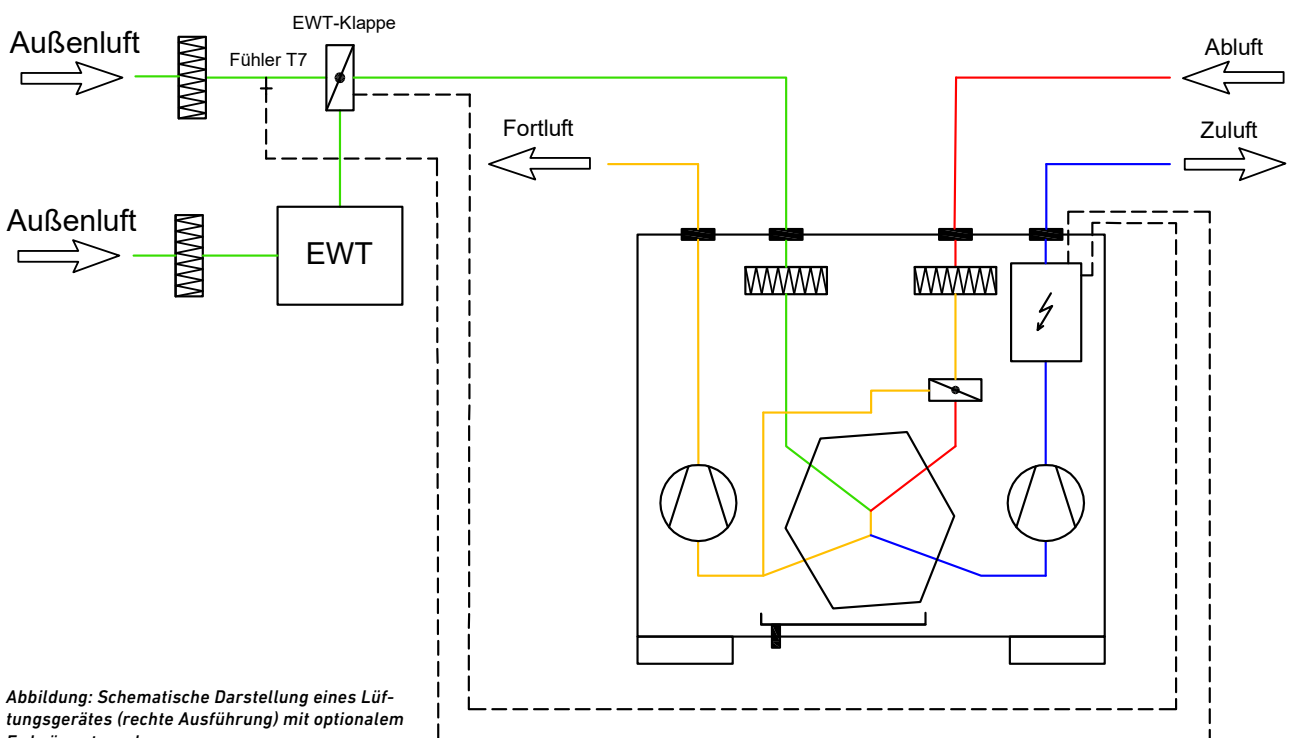 EWT-Klappe
Außenluft
Fühler T7
Abluft
Fortluft
Zuluft
Außenluft
EWT
Abbildung: Schematische Darstellung eines Lüf-
tungsgerätes (rechte Ausführung) mit optionalem